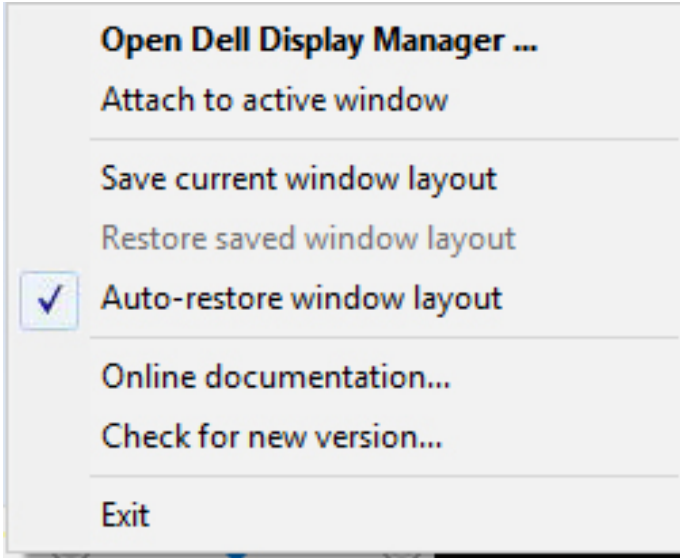 Open Dell Display Manager ...
Attach to active window
Save current window layout
Restore saved window layout
Auto-restore window layout
Online documentation...
Check for new version...
Exit